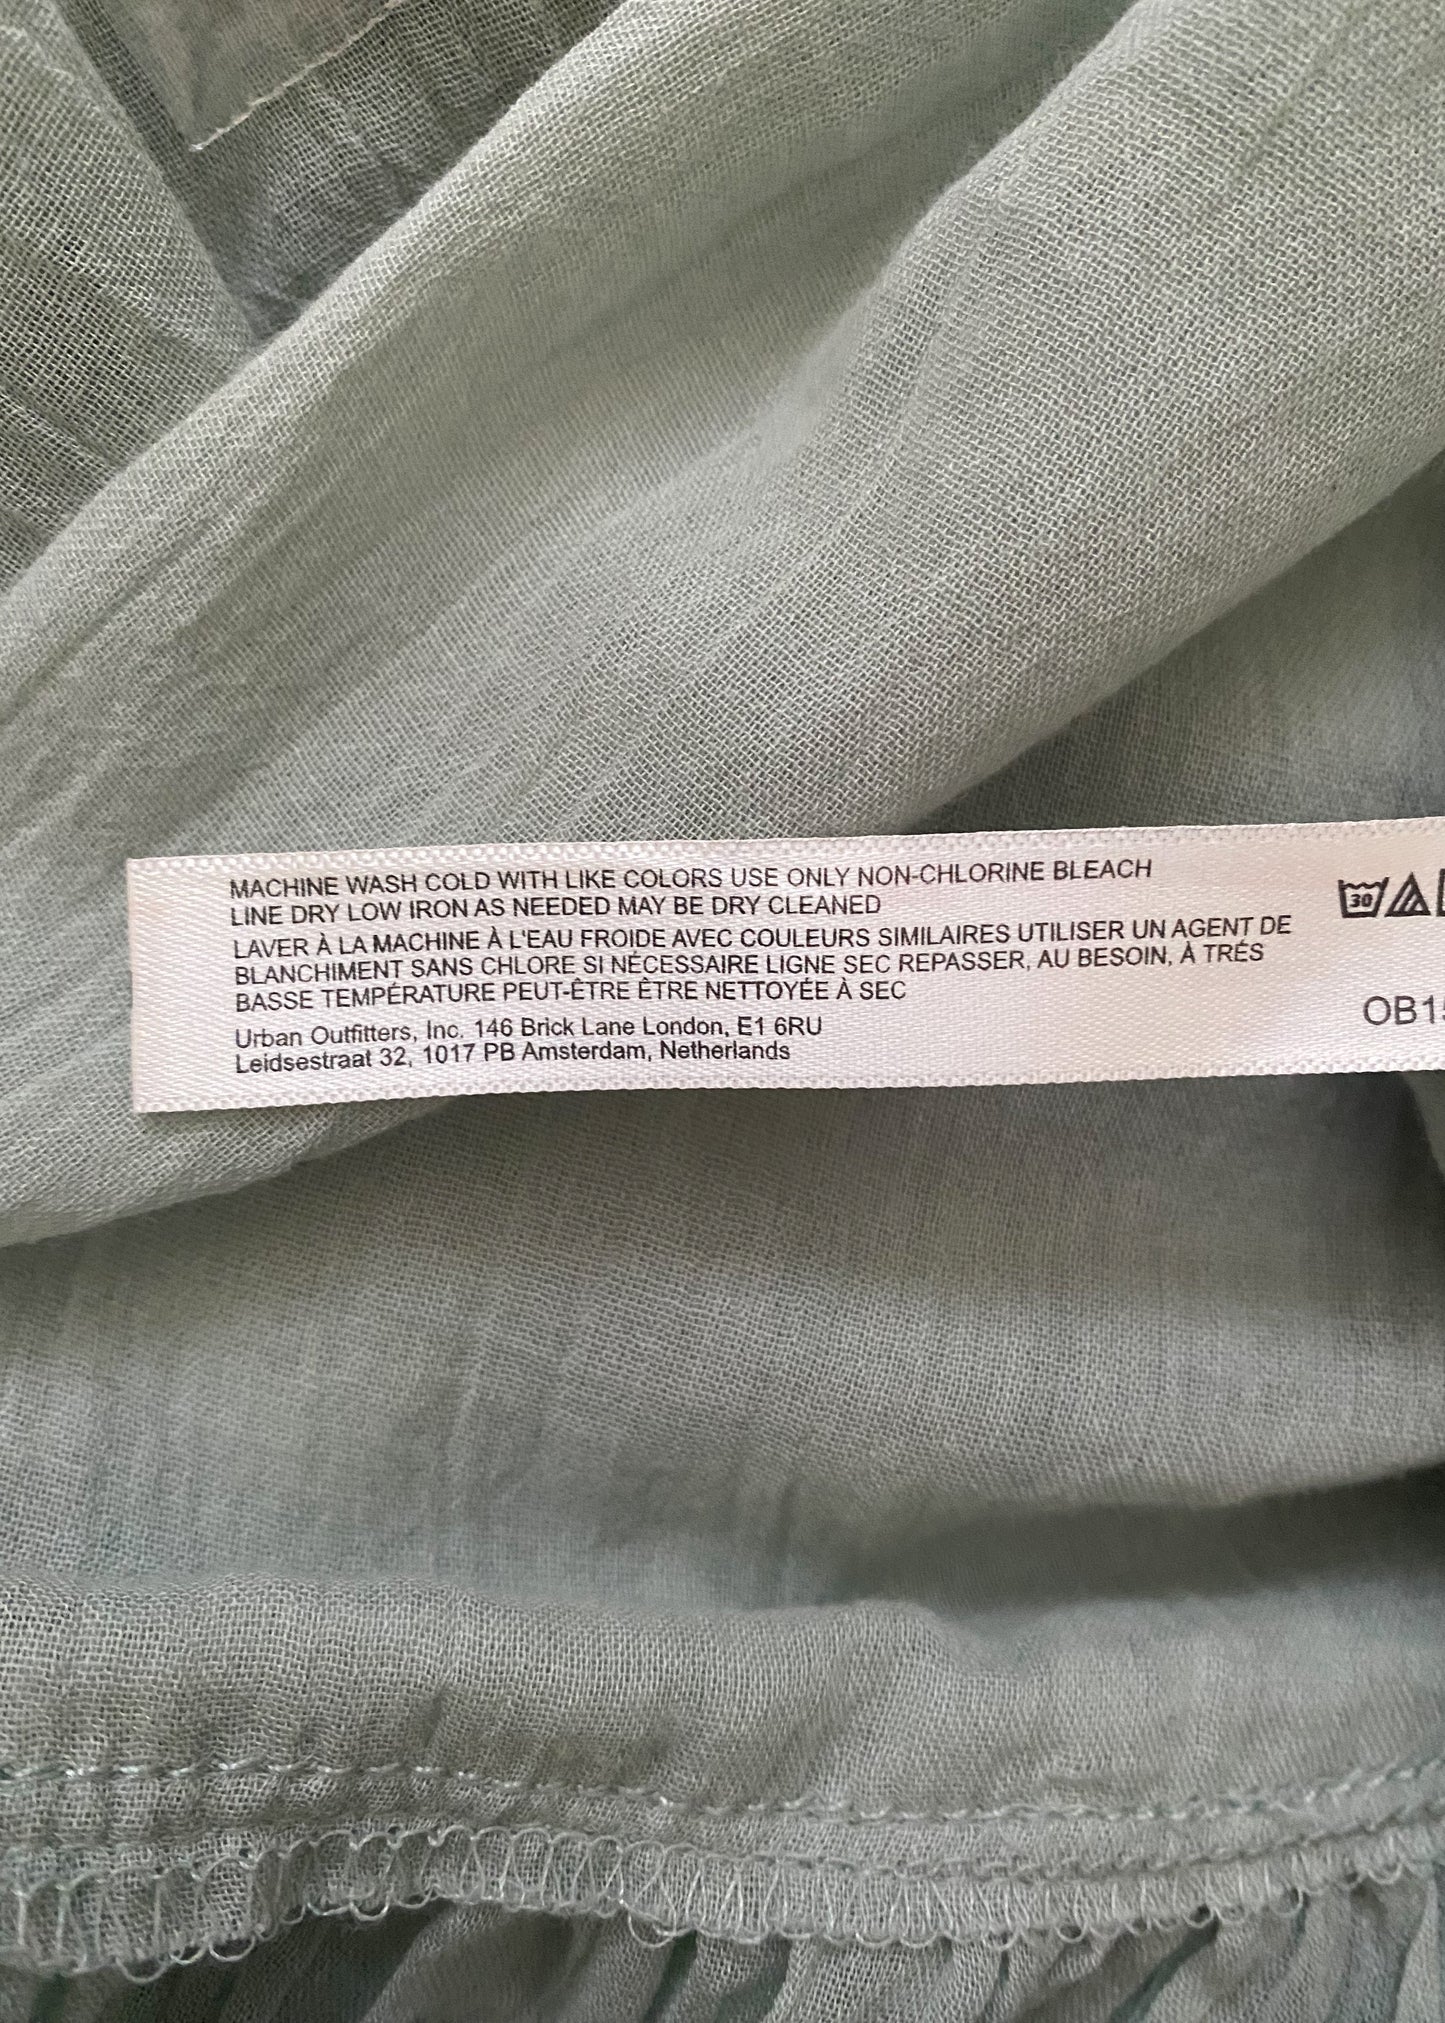 MACHINE WASH COLD WITH LIKE COLORS USE ONLY NON-CHLORINE BLEACH
LINE DRY LOW IRON AS NEEDED MAY BE DRY CLEANED
LAVER À LA MACHINE À L'EAU FROIDE AVEC COULEURS SIMILAIRES UTILISER UN AGENT DE
BLANCHIMENT SANS CHLORE SI NÉCESSAIRE LIGNE SEC REPASSER, AU BESOIN, À TRÉS
BASSE TEMPÉRATURE PEUT-ÊTRE ÊTRE NETTOYÉE À SEC
Urban Outfitters, Inc. 146 Brick Lane London, E1 6RU
Leidsestraat 32, 1017 PB Amsterdam, Netherlands
30